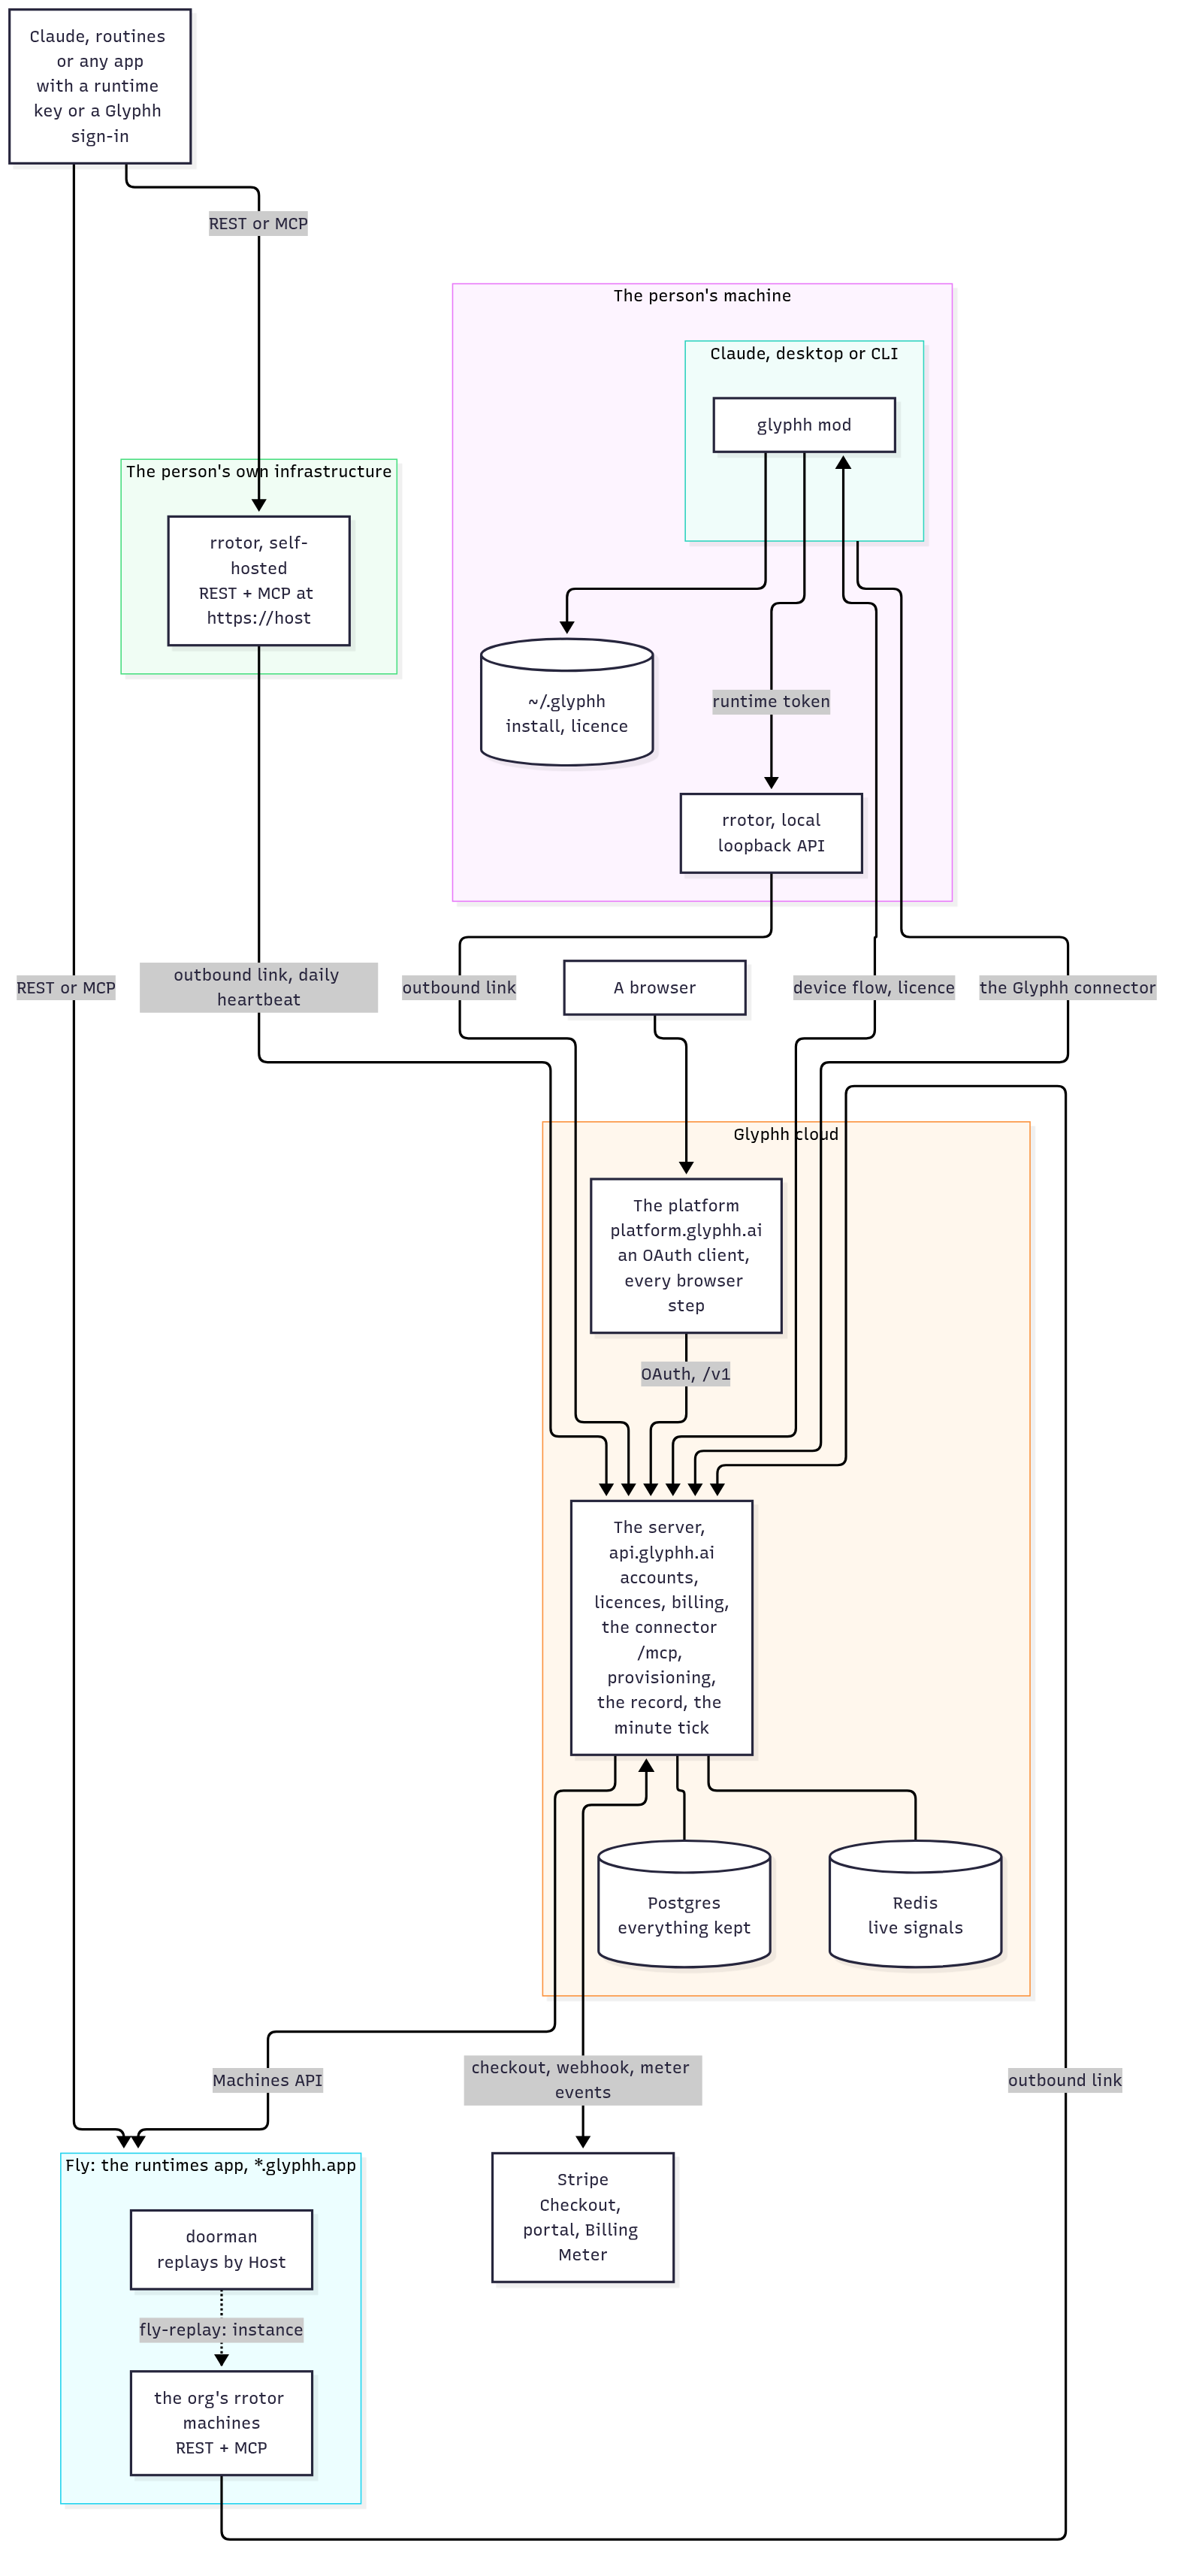 Claude, routines
or any app
with a runtime
key or a Glyphh
sign-in
REST or MCP
The person's machine
Claude, desktop or CLI
glyphh mod
The person's own infrastructure
rrotor, self-
hosted
REST + MCP at
https://host
~/.glyphh
install, licence
runtime token
rrotor, local
loopback API
REST or MCP
outbound link, daily
heartbeat
outbound link
A browser
device flow, licence
the Glyphh connector
Glyphh cloud
The platform
platform.glyphh.ai
an OAuth client,
every browser
step
OAuth, /v1
The server,
api.glyphh.ai
accounts,
licences, billing,
the connector
/mcp,
provisioning,
the record, the
minute tick
Postgres
everything kept
Redis
live signals
Machines API
checkout, webhook, meter
events
outbound link
Fly: the runtimes app, *.glyphh.app
doorman
replays by Host
fly-replay: instance
the org's rrotor
machines
REST + MCP
Stripe
Checkout,
portal, Billing
Meter